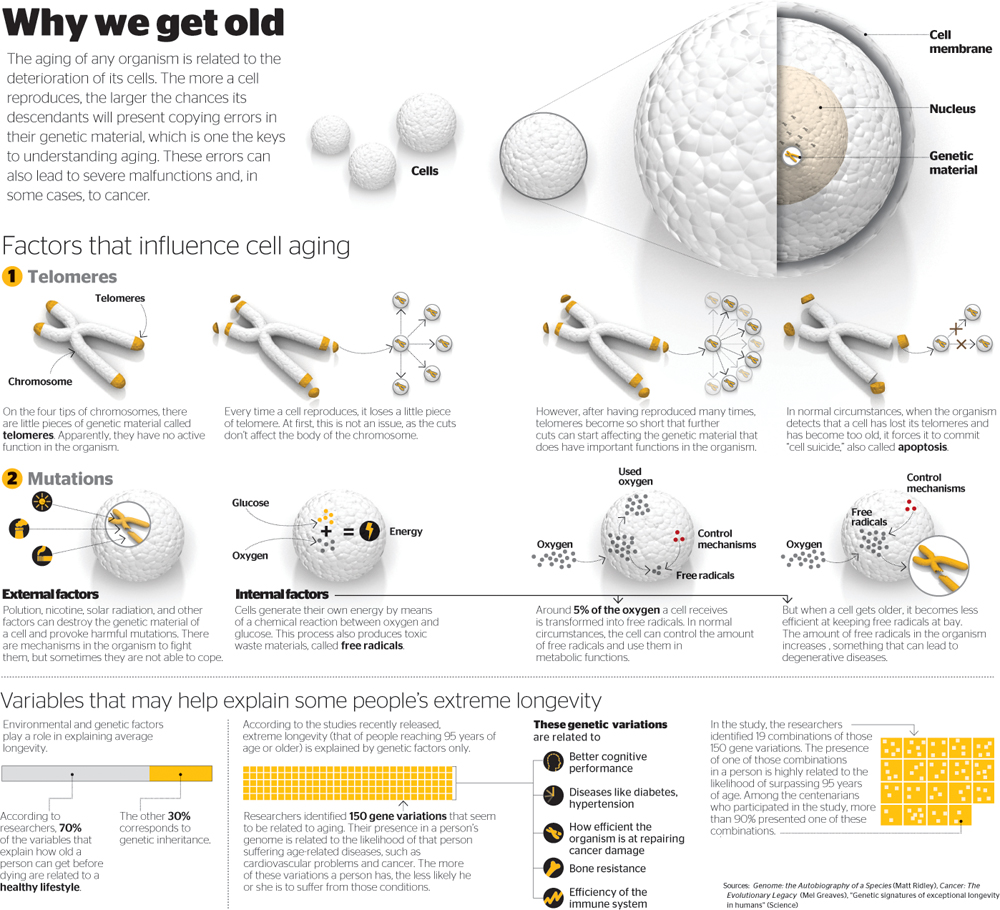 Why we get old
The aging of any organism is related to the
deterioration of its cells. The more a cell
reproduces, the larger the chances its
descendants will present copying errors in
their genetic material, which is one the keys
to understanding aging. These errors can
also lead to severe malfunctions and, in
some cases, to cancer.
Cells
Cell
membrane
Nucleus
Genetic
material
Factors that influence cell aging
1 Telomeres
Telomeres
Chromosome
On the four tips of chromosomes, there
are little pieces of genetic material called
telomeres. Apparently, they have no active
function in the organism.
Every time a cell reproduces, it loses a little piece
of telomere. At first, this is not an issue, as the cuts
don't affect the body of the chromosome.
However, after having reproduced many times,
telomeres become so short that further
cuts can start affecting the genetic material that
does have important functions in the organism.
In normal circumstances, when the organism
detects that a cell has lost its telomeres and
has become too old, it forces it to commit
"cell suicide," also called apoptosis.
2 Mutations
External factors
Polution, nicotine, solar radiation, and other
factors can destroy the genetic material of
a cell and provoke harmful mutations. There
are mechanisms in the organism to fight
them, but sometimes they are not able to cope.
Glucose
Oxygen
+
=
Energy
Internal factors
Cells generate their own energy by means
of a chemical reaction between oxygen and
glucose. This process also produces toxic
waste materials, called free radicals.
Used
oxygen
Oxygen
Control
mechanisms
Free radicals
Around 5% of the oxygen a cell receives
is transformed into free radicals. In normal
circumstances, the cell can control the amount
of free radicals and use them in
metabolic functions.
Control
mechanisms
Free
radicals
Oxygen
But when a cell gets older, it becomes less
efficient at keeping free radicals at bay.
The amount of free radicals in the organism
increases , something that can lead to
degenerative diseases.
Variables that may help explain some people's extreme longevity
Environmental and genetic factors
play a role in explaining average
longevity.
According to
researchers, 70%
of the variables that
explain how old a
person can get before
dying are related to a
healthy lifestyle.
The other 30%
corresponds to
genetic inheritance.
According to the studies recently released,
extreme longevity (that of people reaching 95 years of
age or older) is explained by genetic factors only.
Researchers identified 150 gene variations that seem
to be related to aging. Their presence in a person's
genome is related to the likelihood of that person
suffering age-related diseases, such as
cardiovascular problems and cancer. The more
of these variations a person has, the less likely he
or she is to suffer from those conditions.
These genetic variations
are related to
Better cognitive
performance
Diseases like diabetes,
hypertension
How efficient the
organism is at repairing
cancer damage
Bone resistance
Efficiency of the
immune system
In the study, the researchers
identified 19 combinations of those
150 gene variations. The presence
of one of those combinations
in a person is highly related to the
likelihood of surpassing 95 years
of age. Among the centenarians
who participated in the study, more
than 90% presented one of these
combinations.
Sources: Genome: the Autobiography of a Species (Matt Ridley), Cancer: The
Evolutionary Legacy (Mel Greaves), "Genetic signatures of exceptional longevity
in humans" (Science)